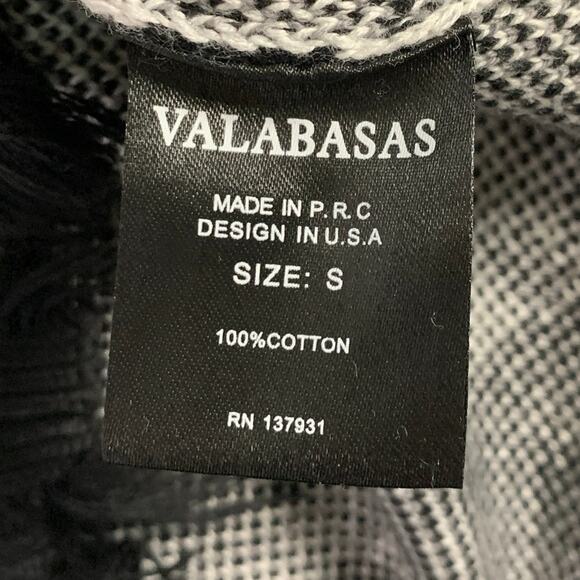 VALABASAS
MADE IN P.R.C
DESIGN IN U.S.A
SIZE: S
100%COTTON
RN 137931